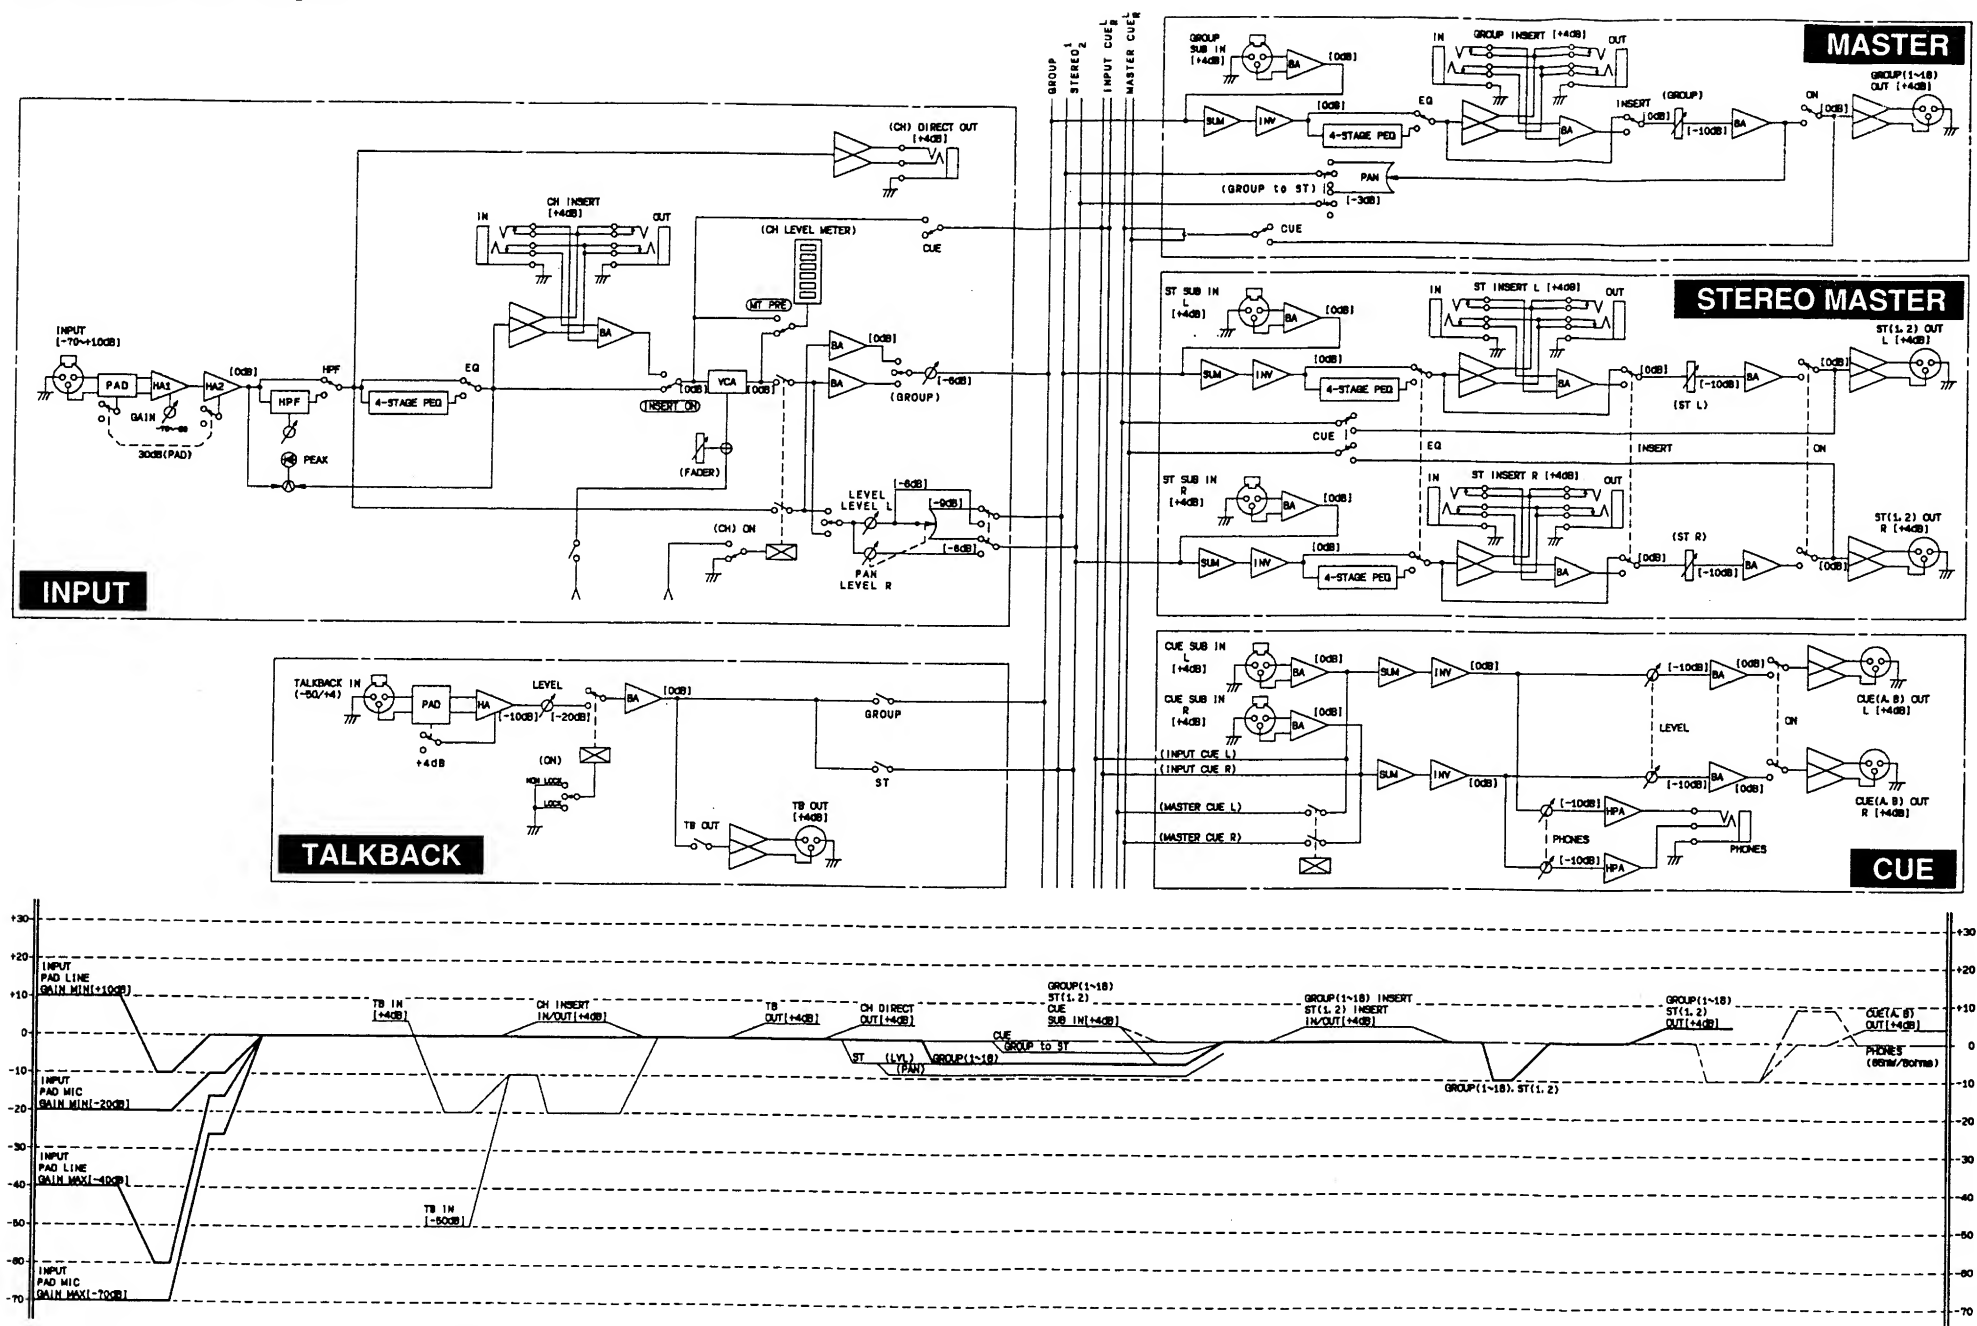 GROUP
STEREO 1
2
INPUT CUE L
R
MASTER CUE L
R
INPUT
INPUT
[-70~+10dB]
PAD
HA1
HA2
[0dB]
GAIN
30dB(PAD)
HPF
HPF
PEAK
4-STAGE PEQ
EQ
CH INSERT
[+4dB]
IN
OUT
BA
(CH) DIRECT OUT
[+4dB]
INSERT ON
[0dB]
VCA
[0dB]
(FADER)
(CH LEVEL METER)
MT PRE
CUE
BA
[0dB]
BA
(GROUP)
[-6dB]
(CH) ON
LEVEL
LEVEL L
PAN
LEVEL R
[-6dB]
[-9dB]
[-6dB]
TALKBACK
TALKBACK IN
(-50/+4)
PAD
+4dB
HA
[-10dB]
LEVEL
[-20dB]
(ON)
NON LOCK
LOCK
BA
[0dB]
GROUP
ST
TB OUT
TB OUT
[+4dB]
MASTER
GROUP
SUB IN
[+4dB]
BA
[0dB]
SUM
INV
[0dB]
4-STAGE PEQ
EQ
IN
GROUP INSERT [+4dB]
OUT
BA
INSERT
[0dB]
(GROUP)
[-10dB]
BA
ON
[0dB]
GROUP(1~18)
OUT [+4dB]
PAN
(GROUP to ST)
[-3dB]
CUE
STEREO MASTER
ST SUB IN
L
[+4dB]
BA
[0dB]
SUM
INV
[0dB]
4-STAGE PEQ
IN
ST INSERT L [+4dB]
OUT
BA
[0dB]
[-10dB]
(ST L)
BA
[0dB]
ST(1.2) OUT
L [+4dB]
CUE
EQ
INSERT
ON
ST SUB IN
R
[+4dB]
BA
[0dB]
SUM
INV
[0dB]
4-STAGE PEQ
IN
ST INSERT R [+4dB]
OUT
BA
[0dB]
(ST R)
[-10dB]
BA
[0dB]
ST(1.2) OUT
R [+4dB]
CUE
CUE SUB IN
L
[+4dB]
BA
[0dB]
CUE SUB IN
R
[+4dB]
BA
[0dB]
(INPUT CUE L)
(INPUT CUE R)
(MASTER CUE L)
(MASTER CUE R)
SUM
INV
[0dB]
SUM
INV
[0dB]
LEVEL
[-10dB]
BA
[0dB]
ON
CUE(A.B) OUT
L [+4dB]
[-10dB]
BA
[0dB]
CUE(A.B) OUT
R [+4dB]
PHONES
[-10dB]
HPA
[-10dB]
HPA
PHONES
+30
+20
+10
0
-10
-20
-30
-40
-50
-60
-70
INPUT
PAD LINE
GAIN MIN[+10dB]
INPUT
PAD MIC
GAIN MIN[-20dB]
INPUT
PAD LINE
GAIN MAX[-40dB]
INPUT
PAD MIC
GAIN MAX[-70dB]
TB IN
[+4dB]
TB IN
[-50dB]
CH INSERT
IN/OUT[+4dB]
TB
OUT[+4dB]
CH DIRECT
OUT[+4dB]
ST (LVL)
(PAN)
GROUP(1~18)
CUE
GROUP to ST
GROUP(1~18)
ST(1.2)
CUE
SUB IN[+4dB]
GROUP(1~18) INSERT
ST(1.2) INSERT
IN/OUT[+4dB]
GROUP(1~18).ST(1.2)
GROUP(1~18)
ST(1.2)
OUT[+4dB]
CUE(A.B)
OUT[+4dB]
PHONES
(65mW/8ohms)
+30
+20
+10
0
-10
-20
-30
-40
-50
-60
-70